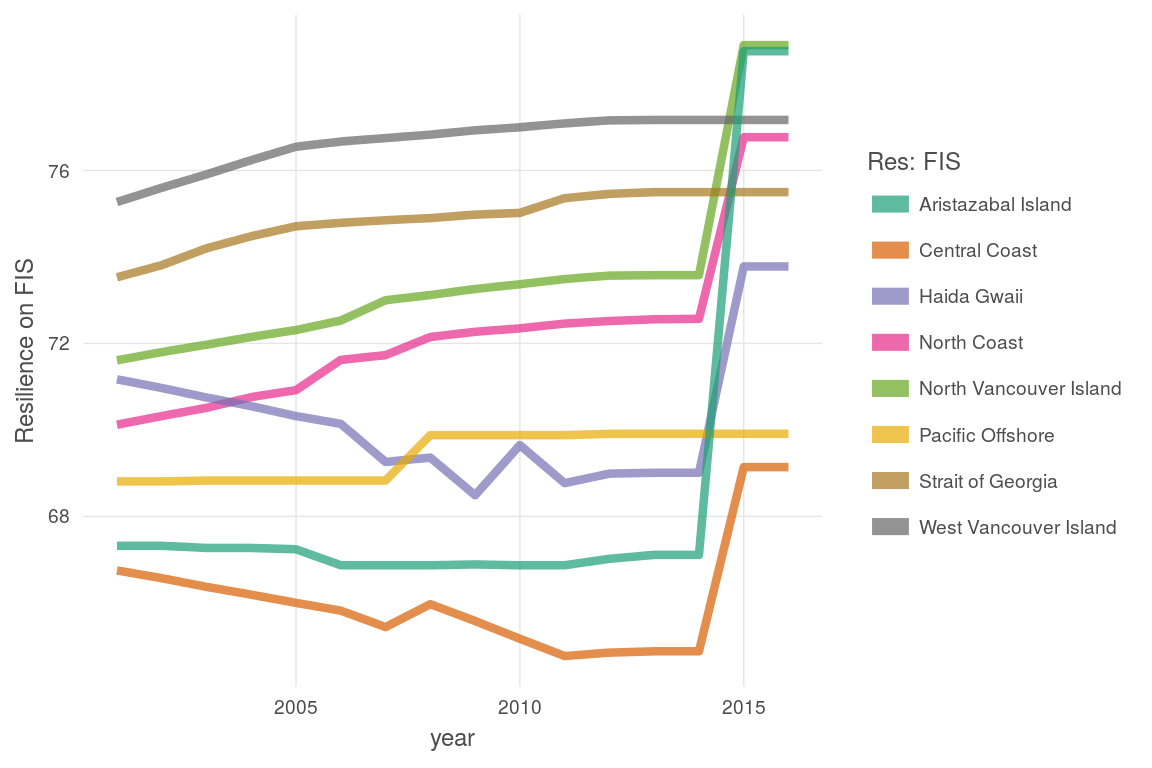 76
72
68
Resilience on FIS
2005
2010
2015
year
Res: FIS
Aristazabal Island
Central Coast
Haida Gwaii
North Coast
North Vancouver Island
Pacific Offshore
Strait of Georgia
West Vancouver Island